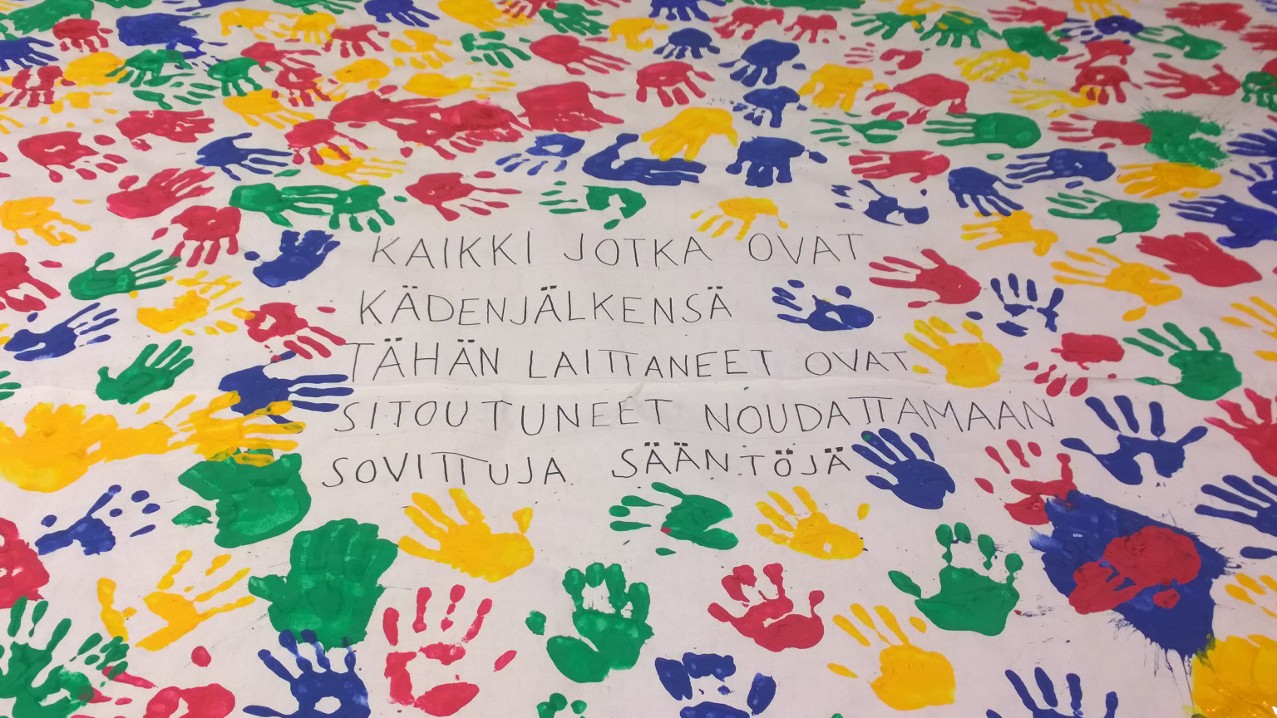 KAIKKI JOTKA OVAT
KÄDENJÄLKENSÄ
TÄHÄN LAITTANEET OVAT
SITOUTUNEET NOUDATTAMAAN
SOVITTUJA SÄÄNTÖJÄ